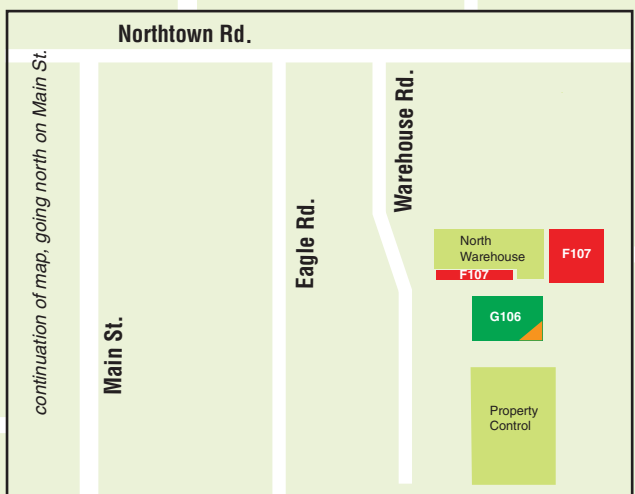 Northtown Rd.
continuation of map, going north on Main St.
Main St.
Eagle Rd.
Warehouse Rd.
North
Warehouse
F107
F107
G106
Property
Control